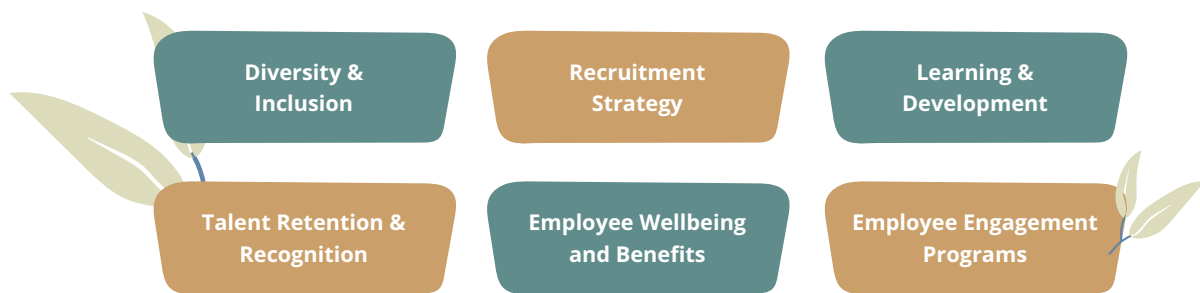 Diversity &
Inclusion
Recruitment
Strategy
Learning &
Development
Talent Retention &
Recognition
Employee Wellbeing
and Benefits
Employee Engagement
Programs